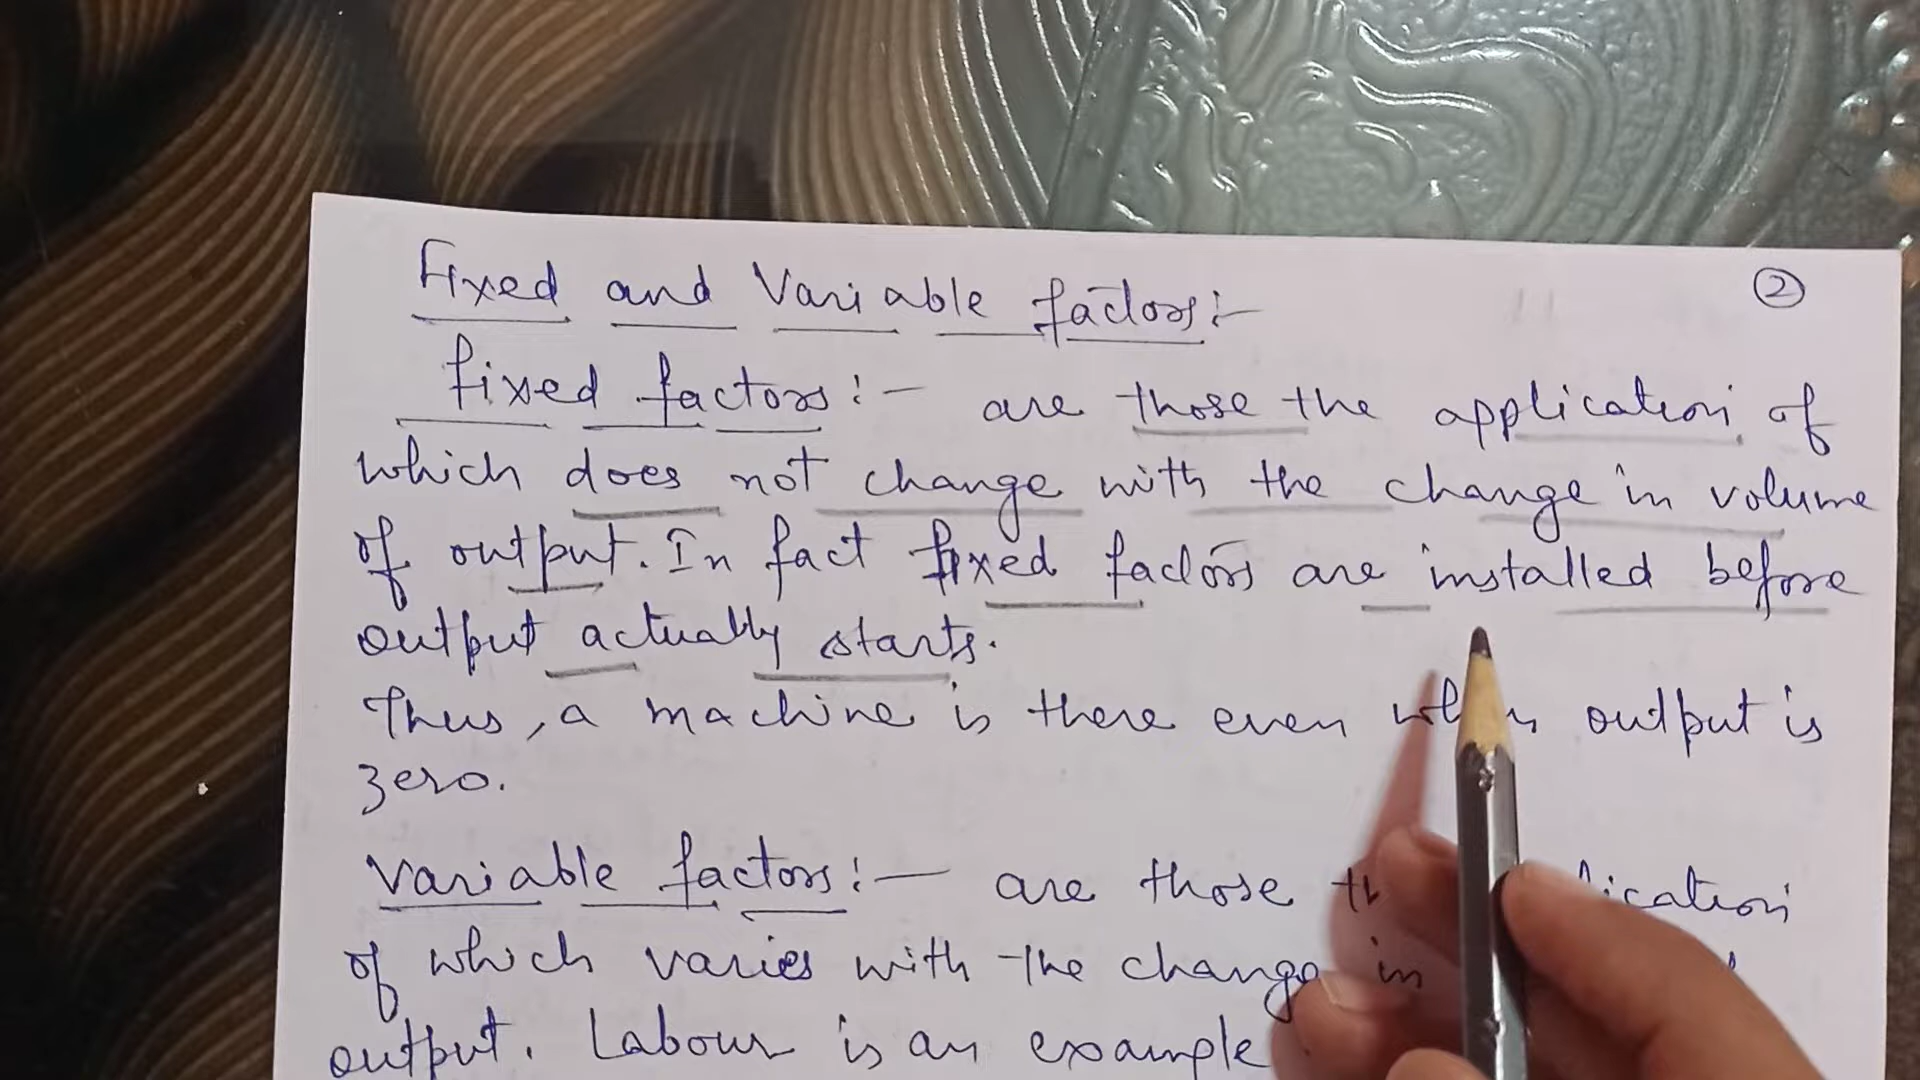 Fixed and Variable factors:- ②
fixed factors:- are those the application of
which does not change with the change in volume
of output. In fact fixed factors are installed before
output actually starts.
Thus, a machine is there even when output is
zero.
Variable factors:- are those
of which varies with the change in
output. Labour is an example